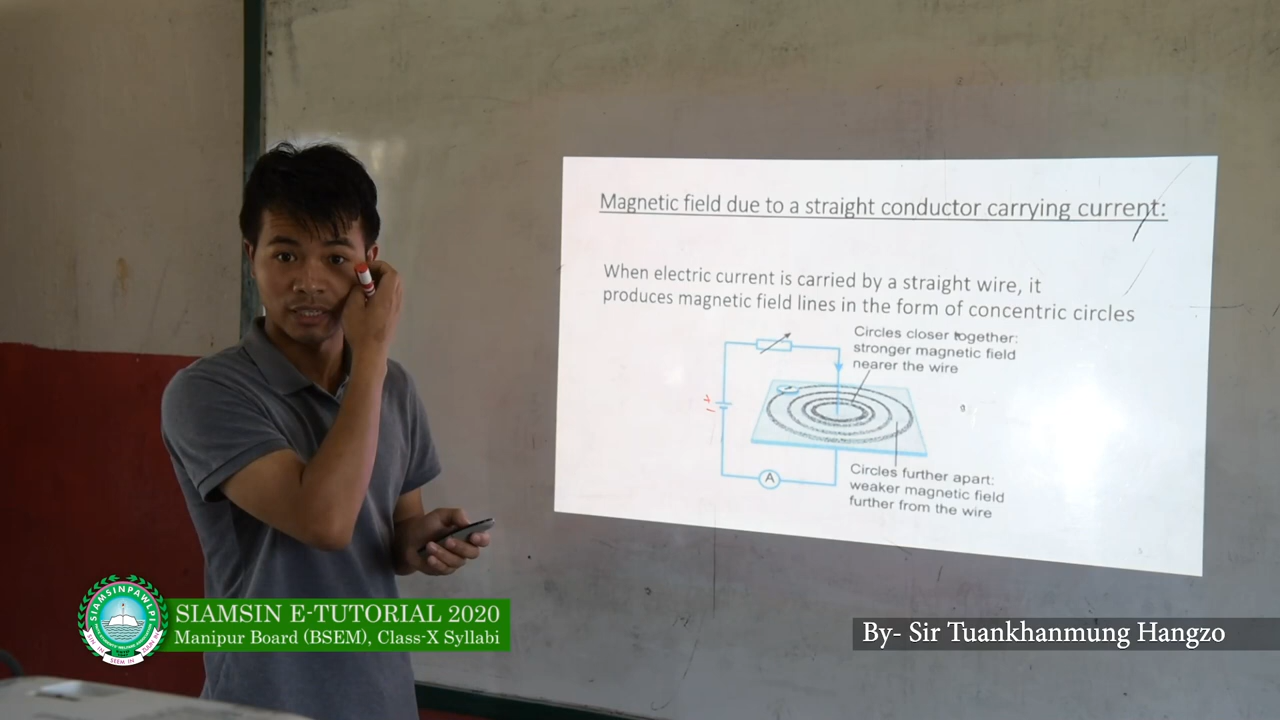 Magnetic field due to a straight conductor carrying current:
When electric current is carried by a straight wire, it
produces magnetic field lines in the form of concentric circles
Circles closer together:
stronger magnetic field
nearer the wire
A
Circles further apart:
weaker magnetic field
further from the wire
SIAMSINPAWLPI
SEEM IN
SIAMSIN E-TUTORIAL 2020
Manipur Board (BSEM), Class-X Syllabi
By- Sir Tuankhanmung Hangzo